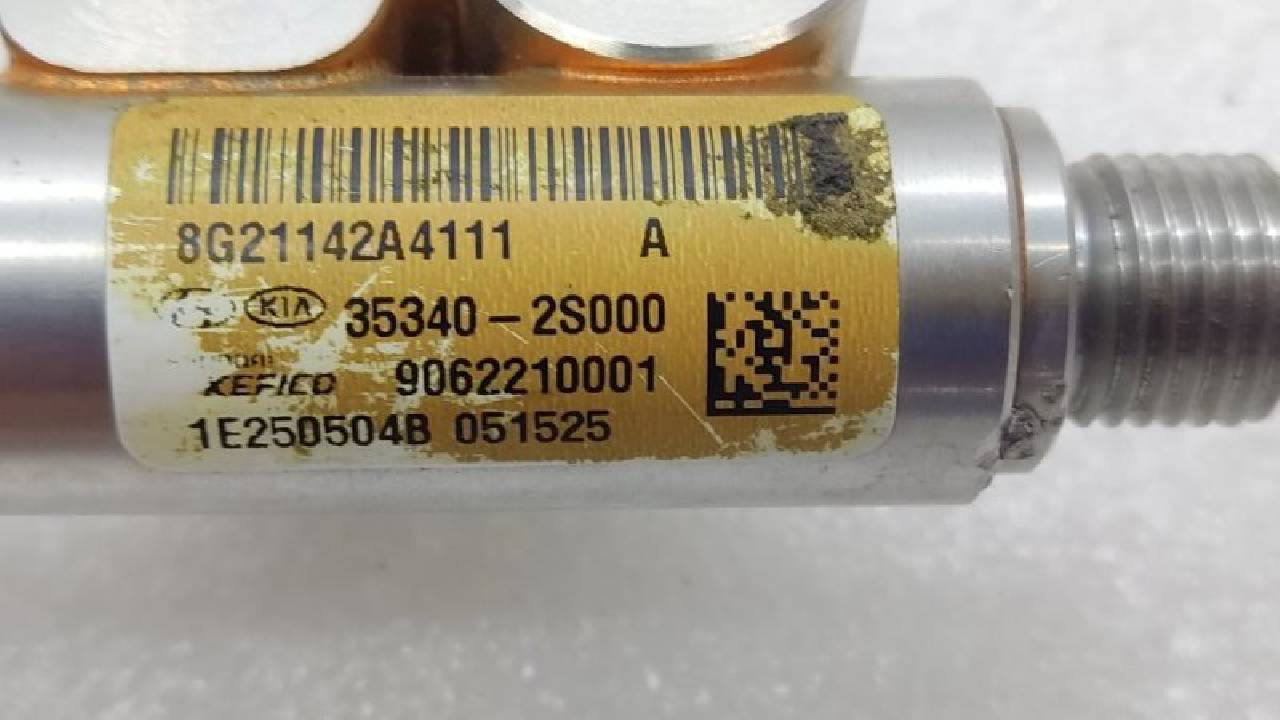 8G21142A4111 A
KIA 35340-2S000
KEFICO 9062210001
1E250504B 051525